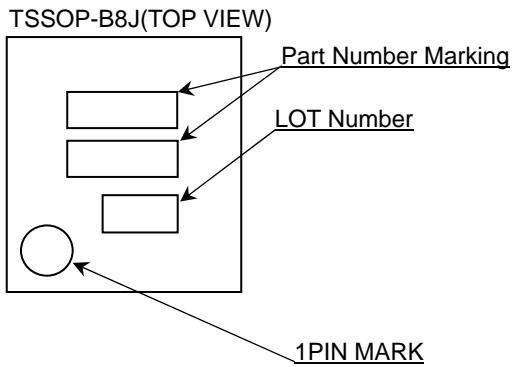 TSSOP-B8J(TOP VIEW)
Part Number Marking
LOT Number
1PIN MARK